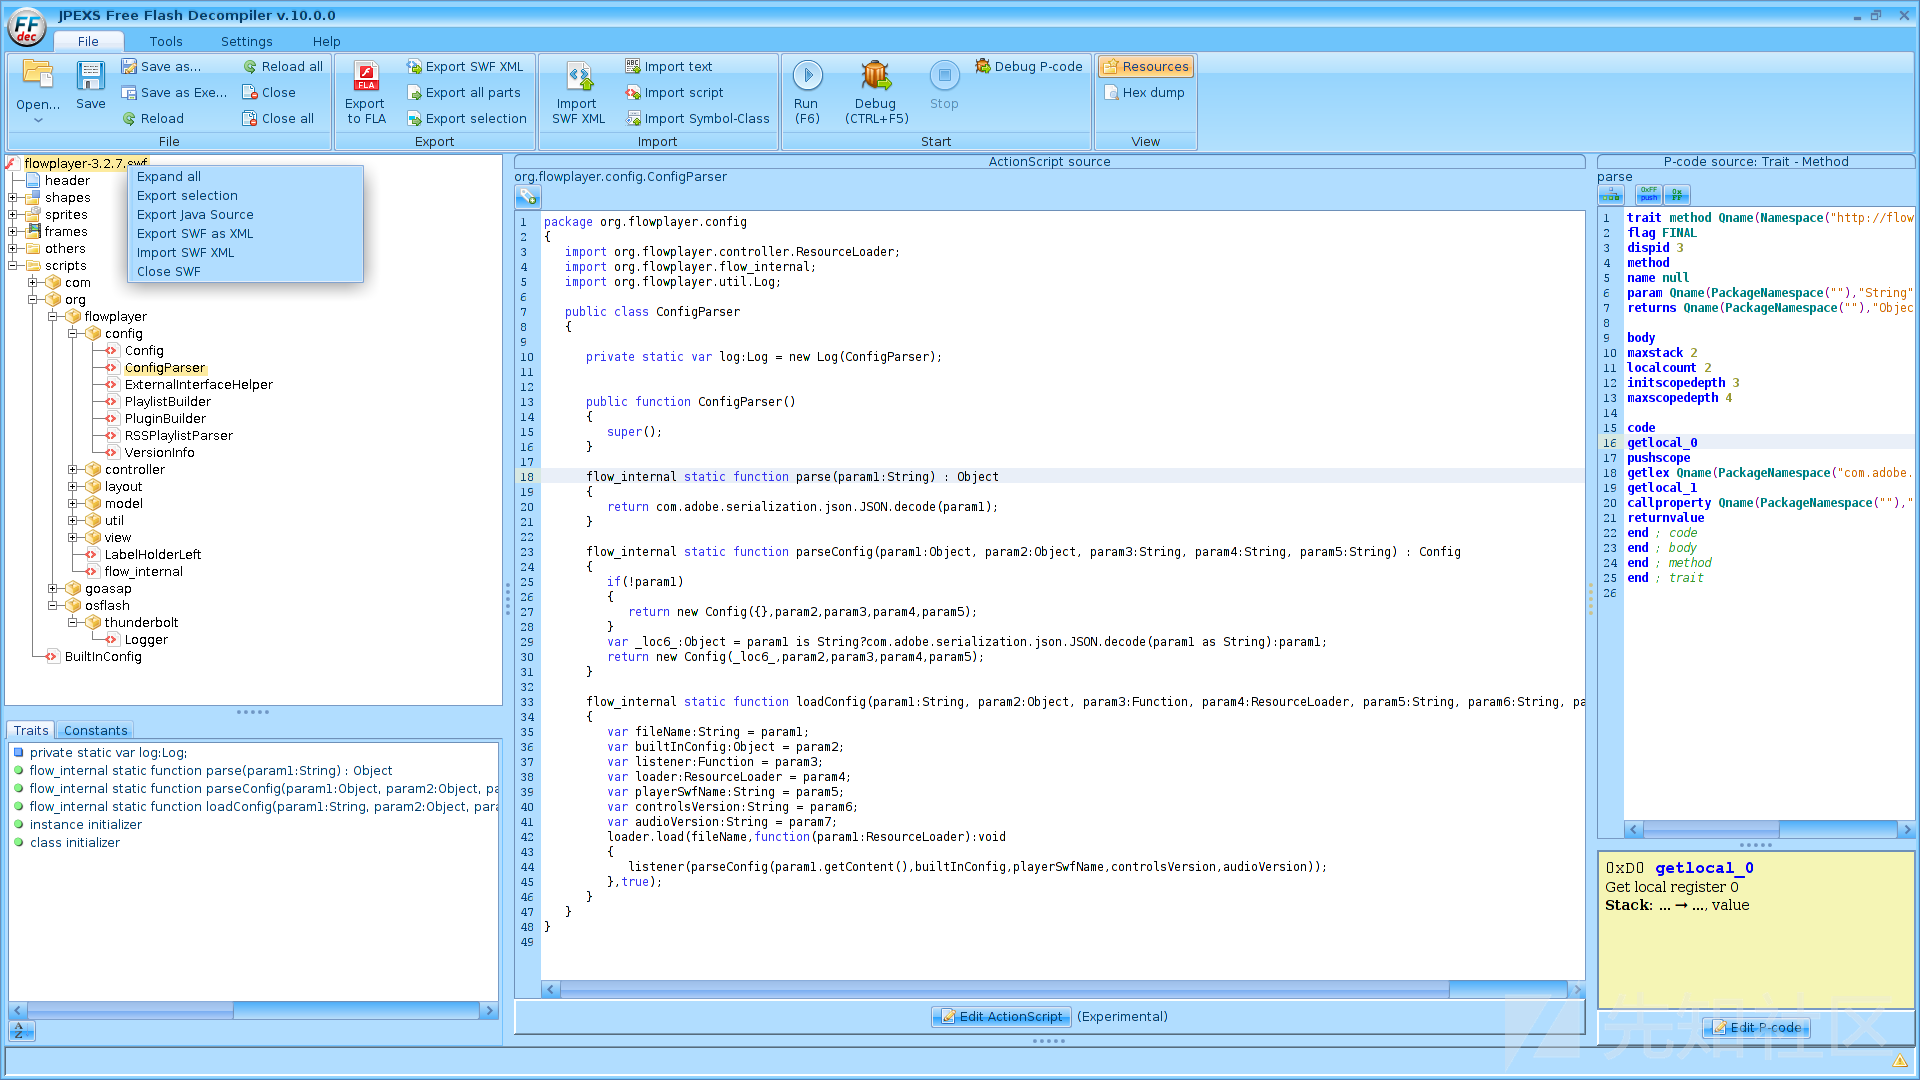 JPEXS Free Flash Decompiler v.10.0.0
FF dec
File Tools Settings Help
Open... Save Save as... Save as Exe... Reload Reload all Close Close all
File
Export to FLA Export SWF XML Export all parts Export selection
Export
Import SWF XML Import text Import script Import Symbol-Class
Import
Run (F6) Debug (CTRL+F5) Stop Debug P-code
Start
Resources
Hex dump
View
flowplayer-3.2.7.swf
header
shapes
sprites
frames
others
scripts
com
org
flowplayer
config
Config
ConfigParser
ExternalInterfaceHelper
PlaylistBuilder
PluginBuilder
RSSPlaylistParser
VersionInfo
controller
layout
model
util
view
LabelHolderLeft
flow_internal
goasap
osflash
thunderbolt
Logger
BuiltInConfig
Expand all
Export selection
Export Java Source
Export SWF as XML
Import SWF XML
Close SWF
Traits Constants
private static var log:Log;
flow_internal static function parse(param1:String) : Object
flow_internal static function parseConfig(param1:Object, param2:Object, pa
flow_internal static function loadConfig(param1:String, param2:Object, para
instance initializer
class initializer
ActionScript source
org.flowplayer.config.ConfigParser
1 package org.flowplayer.config
2 {
3 import org.flowplayer.controller.ResourceLoader;
4 import org.flowplayer.flow_internal;
5 import org.flowplayer.util.Log;
6
7 public class ConfigParser
8 {
9
10 private static var log:Log = new Log(ConfigParser);
11
12
13 public function ConfigParser()
14 {
15 super();
16 }
17
18 flow_internal static function parse(param1:String) : Object
19 {
20 return com.adobe.serialization.json.JSON.decode(param1);
21 }
22
23 flow_internal static function parseConfig(param1:Object, param2:Object, param3:String, param4:String, param5:String) : Config
24 {
25 if(!param1)
26 {
27 return new Config({},param2,param3,param4,param5);
28 }
29 var _loc6_:Object = param1 is String?com.adobe.serialization.json.JSON.decode(param1 as String):param1;
30 return new Config(_loc6_,param2,param3,param4,param5);
31 }
32
33 flow_internal static function loadConfig(param1:String, param2:Object, param3:Function, param4:ResourceLoader, param5:String, param6:String, pa
34 {
35 var fileName:String = param1;
36 var builtInConfig:Object = param2;
37 var listener:Function = param3;
38 var loader:ResourceLoader = param4;
39 var playerSwfName:String = param5;
40 var controlsVersion:String = param6;
41 var audioVersion:String = param7;
42 loader.load(fileName,function(param1:ResourceLoader):void
43 {
44 listener(parseConfig(param1.getContent(),builtInConfig,playerSwfName,controlsVersion,audioVersion));
45 },true);
46 }
47 }
48 }
49
Edit ActionScript (Experimental)
P-code source: Trait - Method
parse
1 trait method Qname(Namespace("http://flow
2 flag FINAL
3 dispid 3
4 method
5 name null
6 param Qname(PackageNamespace(""),"String"
7 returns Qname(PackageNamespace(""),"Objec
8
9 body
10 maxstack 2
11 localcount 2
12 initscopedepth 3
13 maxscopedepth 4
14
15 code
16 getlocal_0
17 pushscope
18 getlex Qname(PackageNamespace("com.adobe.
19 getlocal_1
20 callproperty Qname(PackageNamespace(""),"
21 returnvalue
22 end ; code
23 end ; body
24 end ; method
25 end ; trait
26
0xD0 getlocal_0
Get local register 0
Stack: ... → ..., value
Edit P-code
先知社区